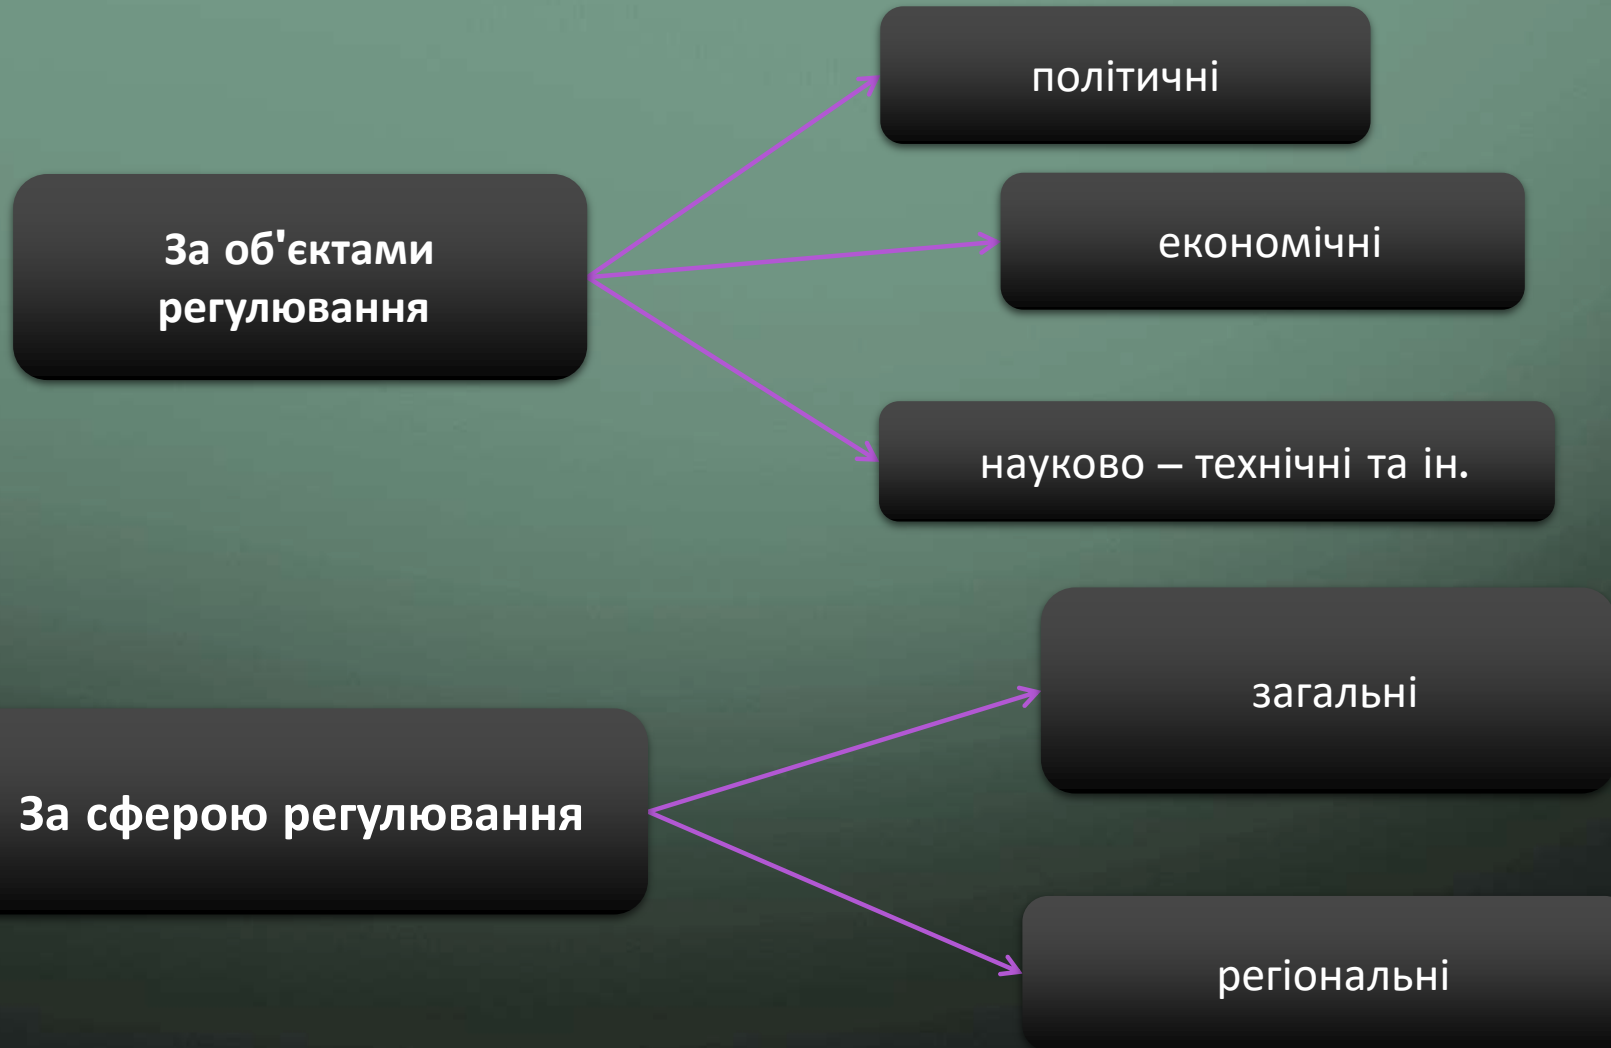 За об'єктами
регулювання
політичні
економічні
науково – технічні та ін.
За сферою регулювання
загальні
регіональні